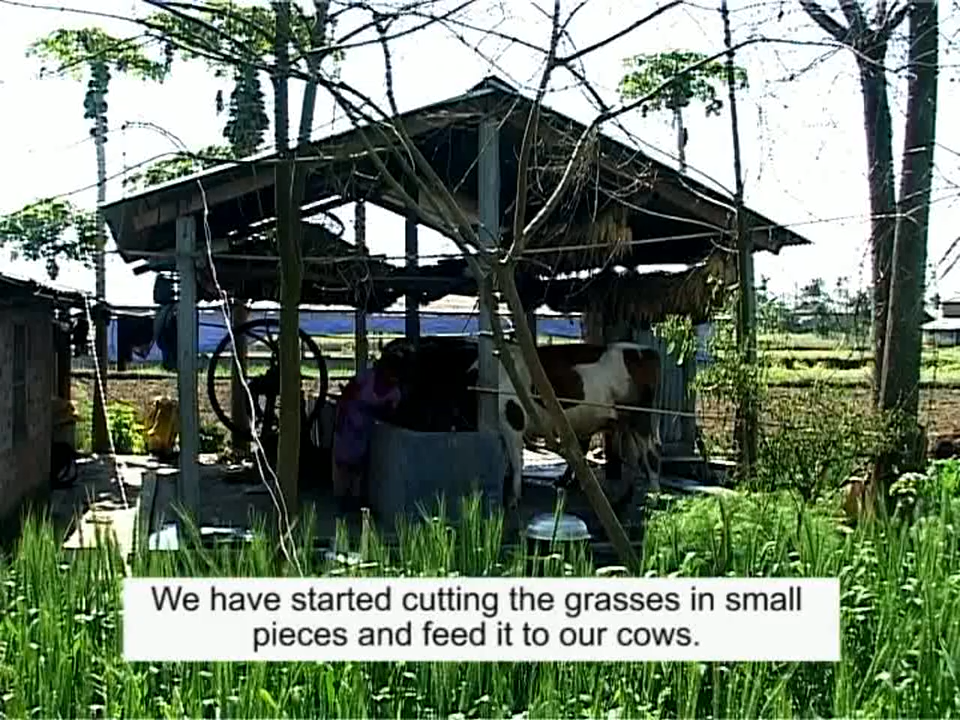 We have started cutting the grasses in small
pieces and feed it to our cows.